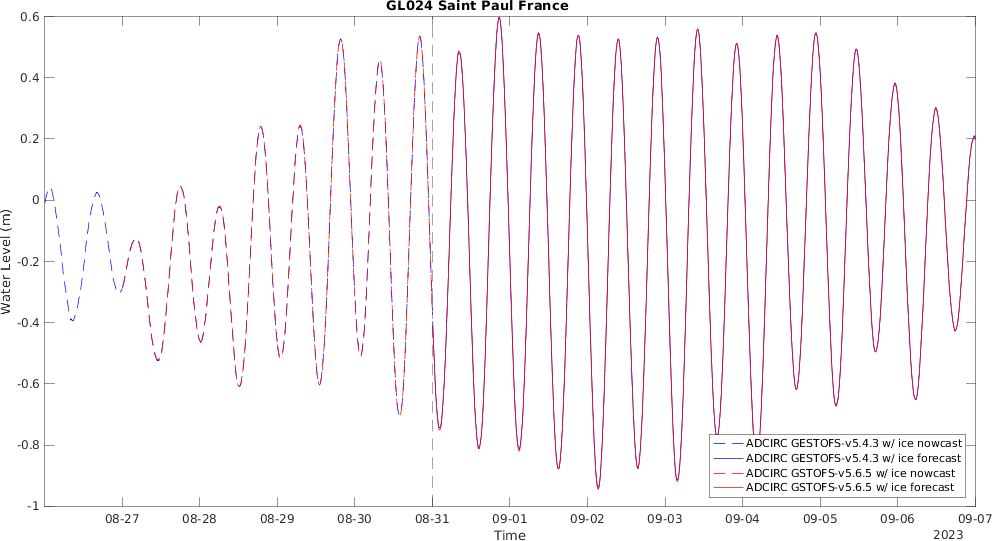 GL024 Saint Paul France
0.6
0.4
0.2
0
-0.2
-0.4
-0.6
-0.8
-1
Water Level (m)
ADCIRC GESTOFS-v5.4.3 w/ ice nowcast
ADCIRC GESTOFS-v5.4.3 w/ ice forecast
ADCIRC GSTOFS-v5.6.5 w/ ice nowcast
ADCIRC GSTOFS-v5.6.5 w/ ice forecast
08-27 08-28 08-29 08-30 08-31 09-01 09-02 09-03 09-04 09-05 09-06 09-07
Time
2023